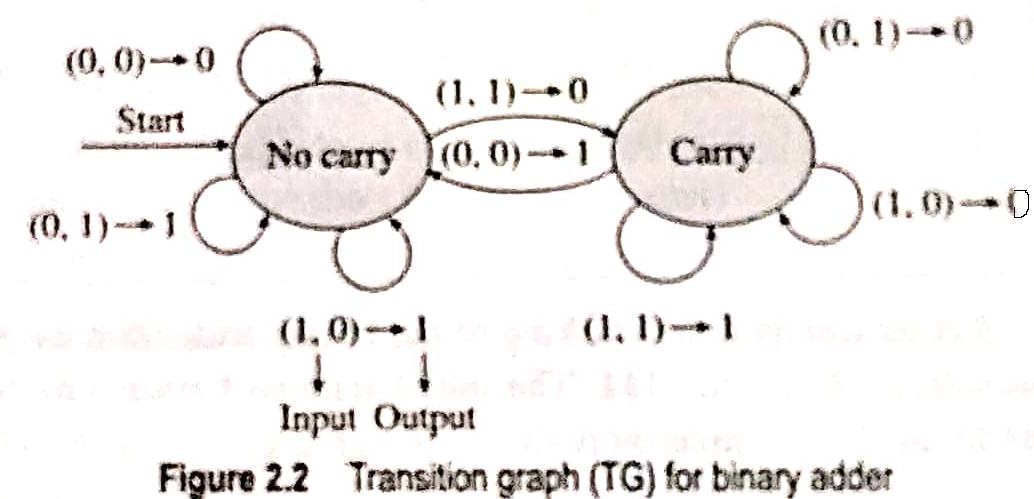 (0, 0)→0
(0, 1)→0
Start
(1, 1)→0
No carry
(0, 0)→1
Carry
(0, 1)→1
(1, 0)→0
(1, 0)→1
(1, 1)→1
Input Output
Figure 2.2 Transition graph (TG) for binary adder